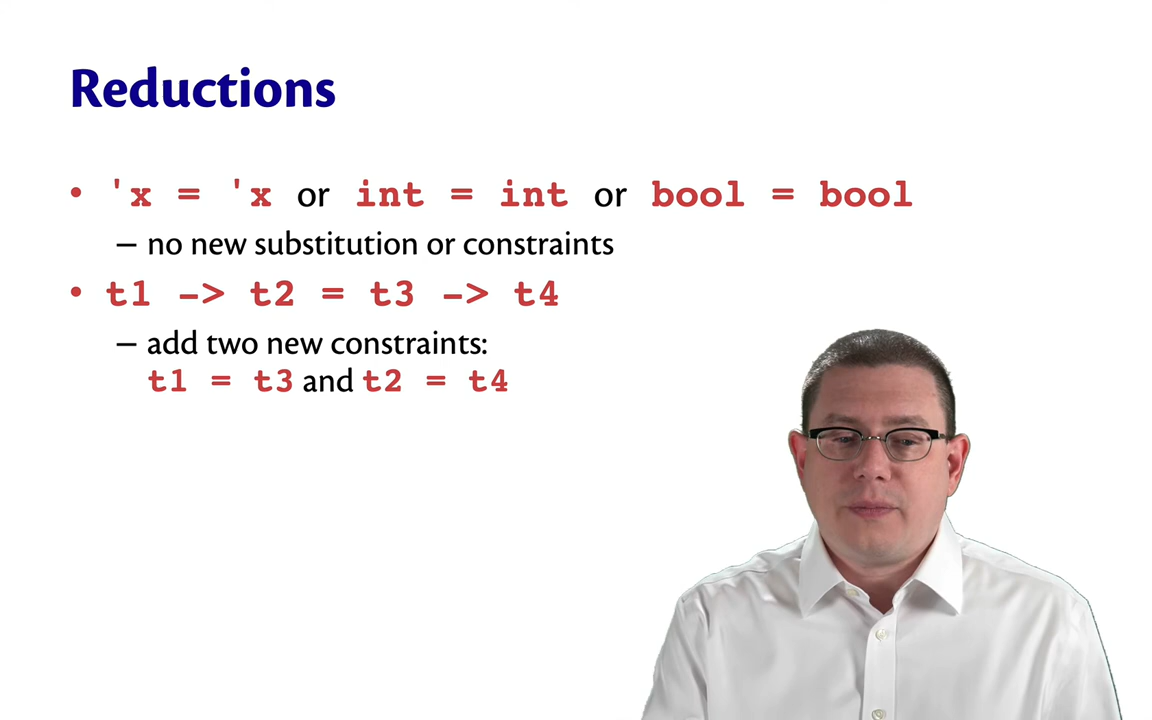 Reductions
• 'x = 'x or int = int or bool = bool
– no new substitution or constraints
• t1 -> t2 = t3 -> t4
– add two new constraints:
t1 = t3 and t2 = t4